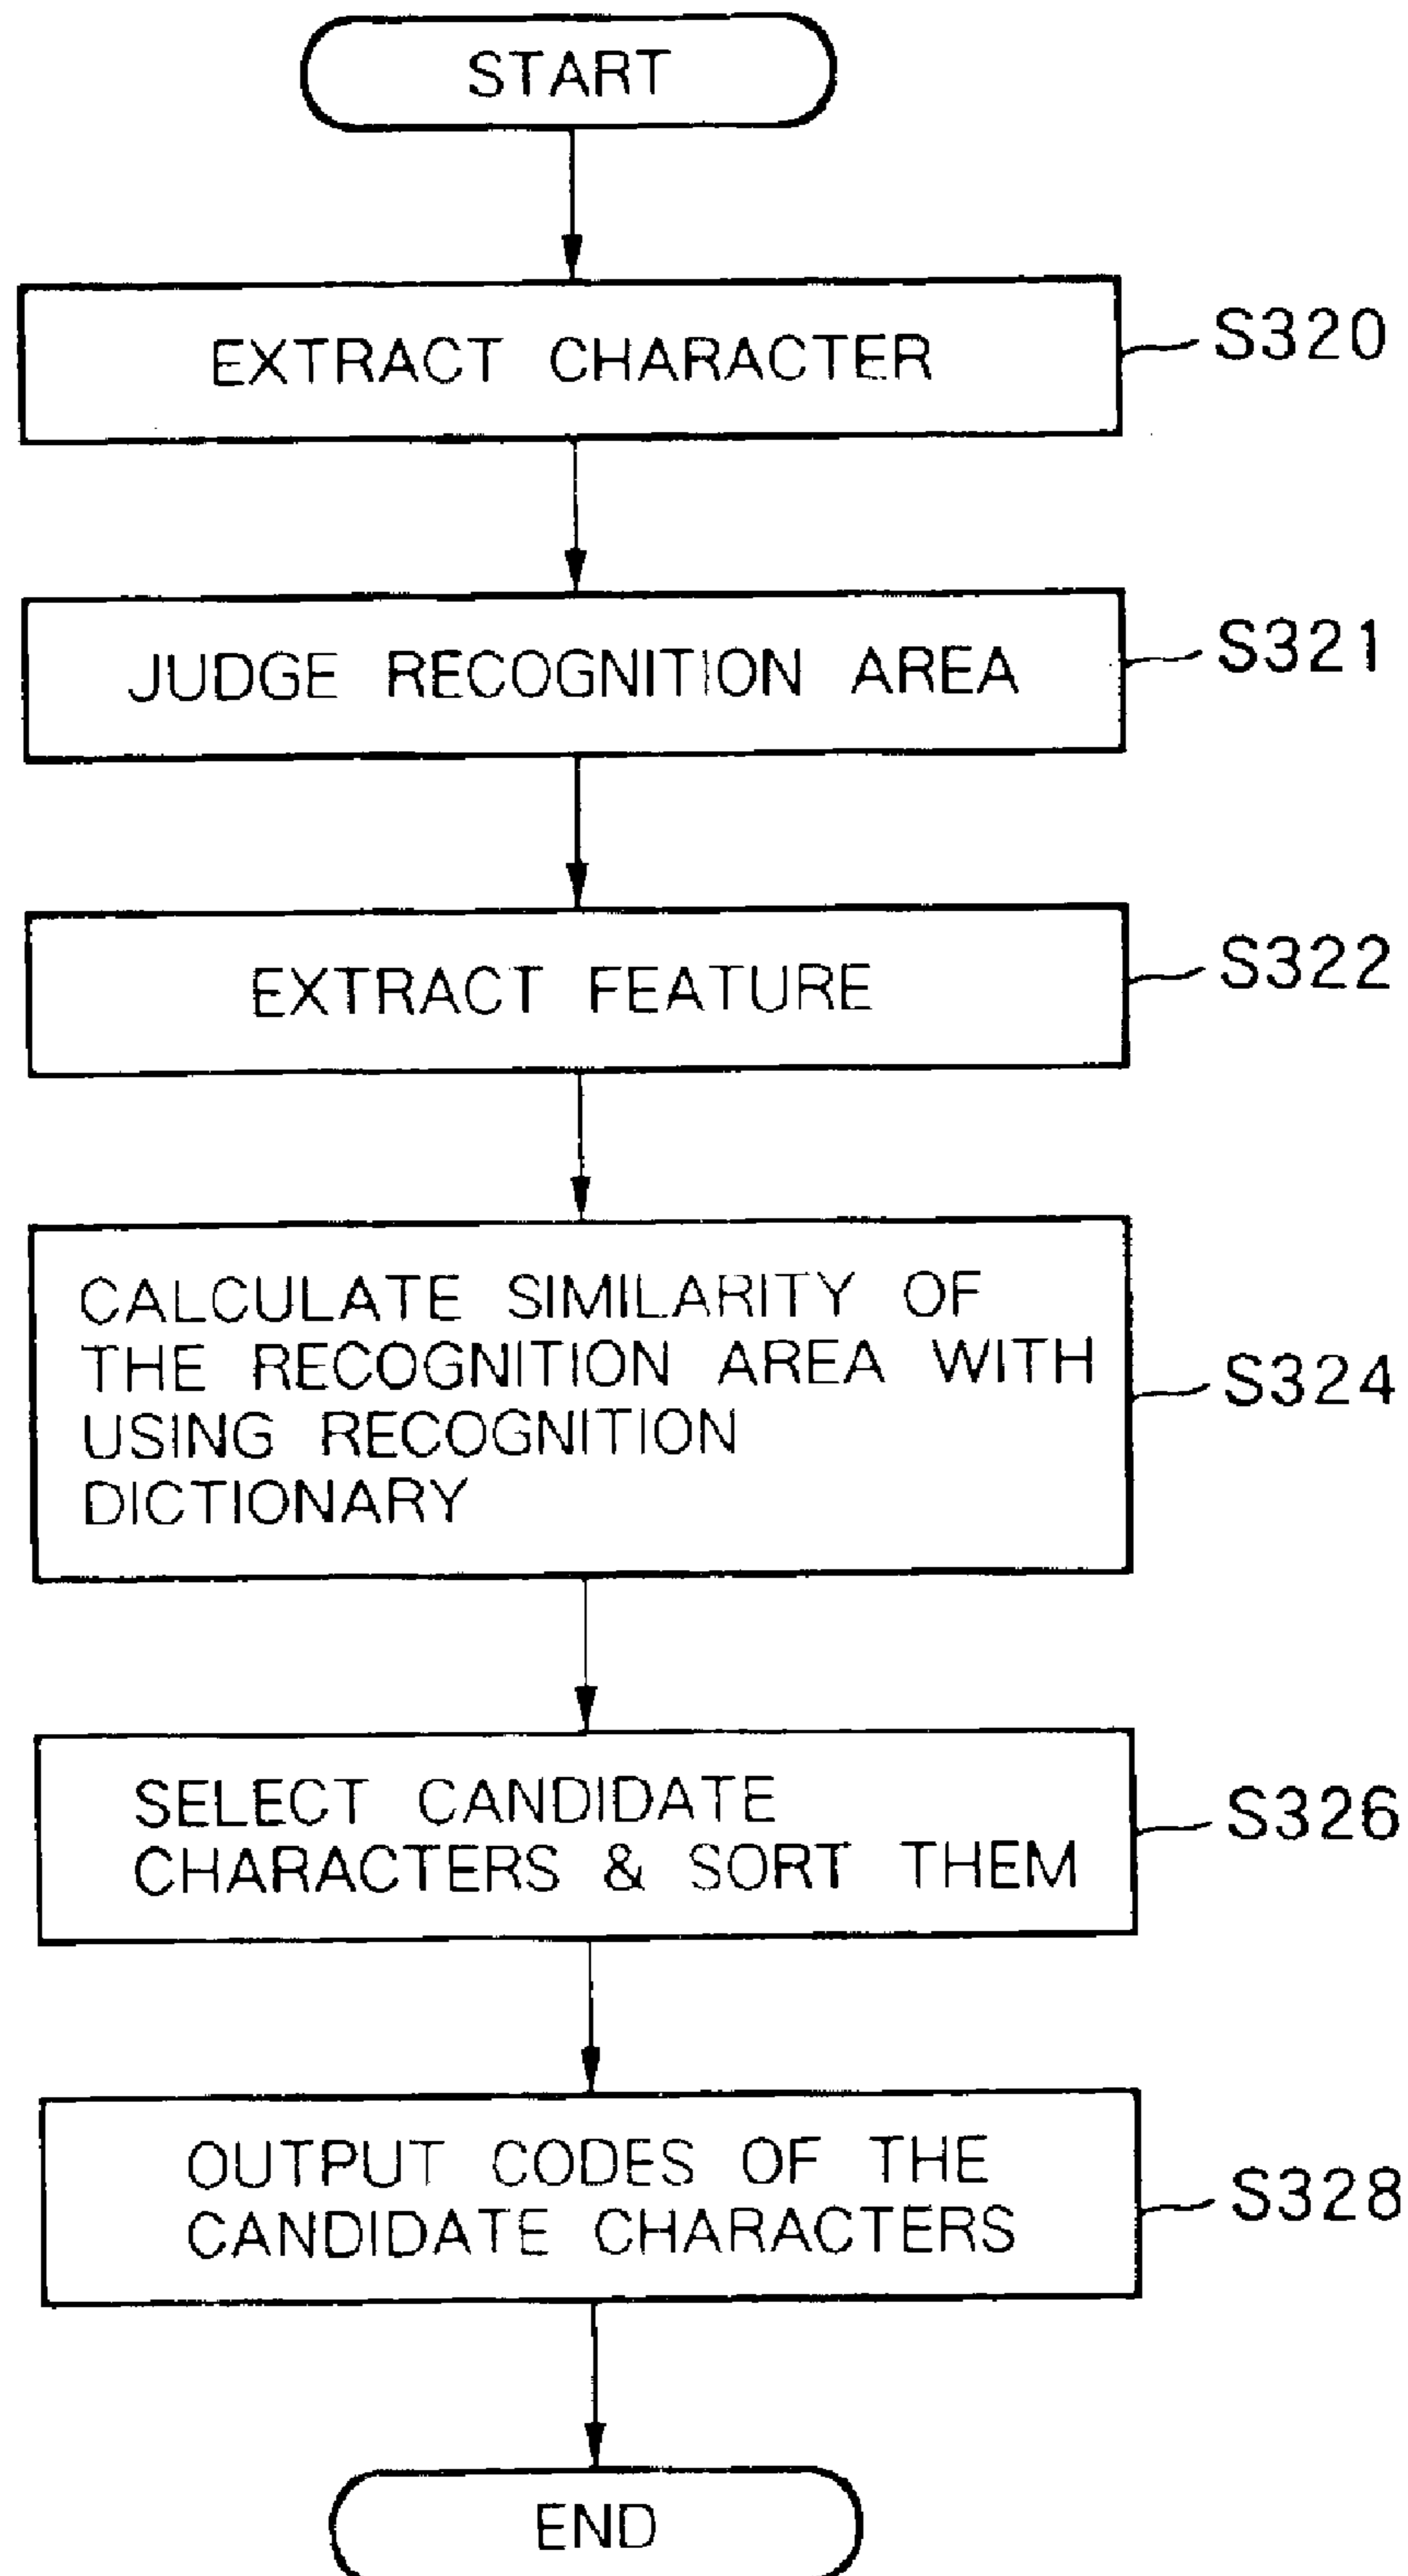 START
EXTRACT CHARACTER
S320
JUDGE RECOGNITION AREA
S321
EXTRACT FEATURE
S322
CALCULATE SIMILARITY OF
THE RECOGNITION AREA WITH
USING RECOGNITION
DICTIONARY
S324
SELECT CANDIDATE
CHARACTERS & SORT THEM
S326
OUTPUT CODES OF THE
CANDIDATE CHARACTERS
S328
END